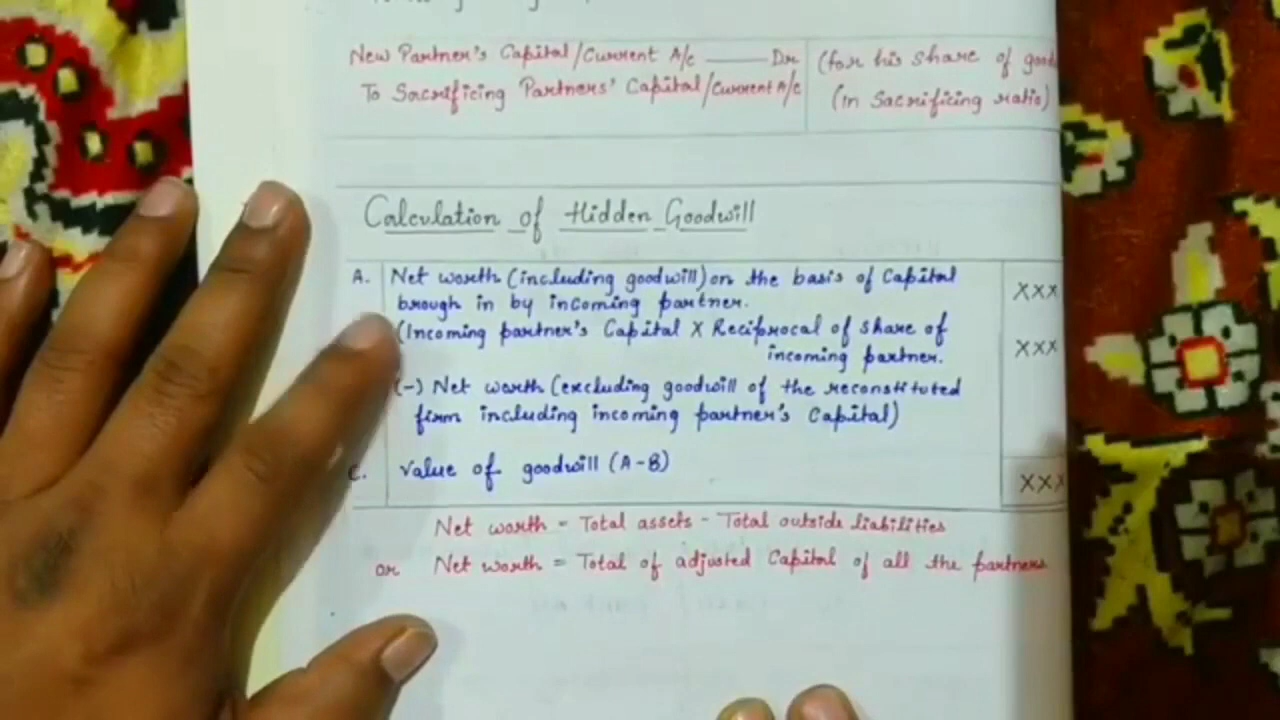 New Partner's Capital/Current A/c —— Dr (for his share of good
To Sacrificing Partners' Capital/Current A/c (in Sacrificing ratio)
Calculation of Hidden Goodwill
A. Net worth (including goodwill) on the basis of Capital XXX
brough in by incoming partner.
(Incoming partner's Capital X Reciprocal of share of
incoming partner. XXX
(-) Net worth (excluding goodwill of the reconstituted
firm including incoming partner's Capital)
C. Value of goodwill (A-B) XXX
Net worth = Total assets - Total outside liabilities
or Net worth = Total of adjusted Capital of all the partners